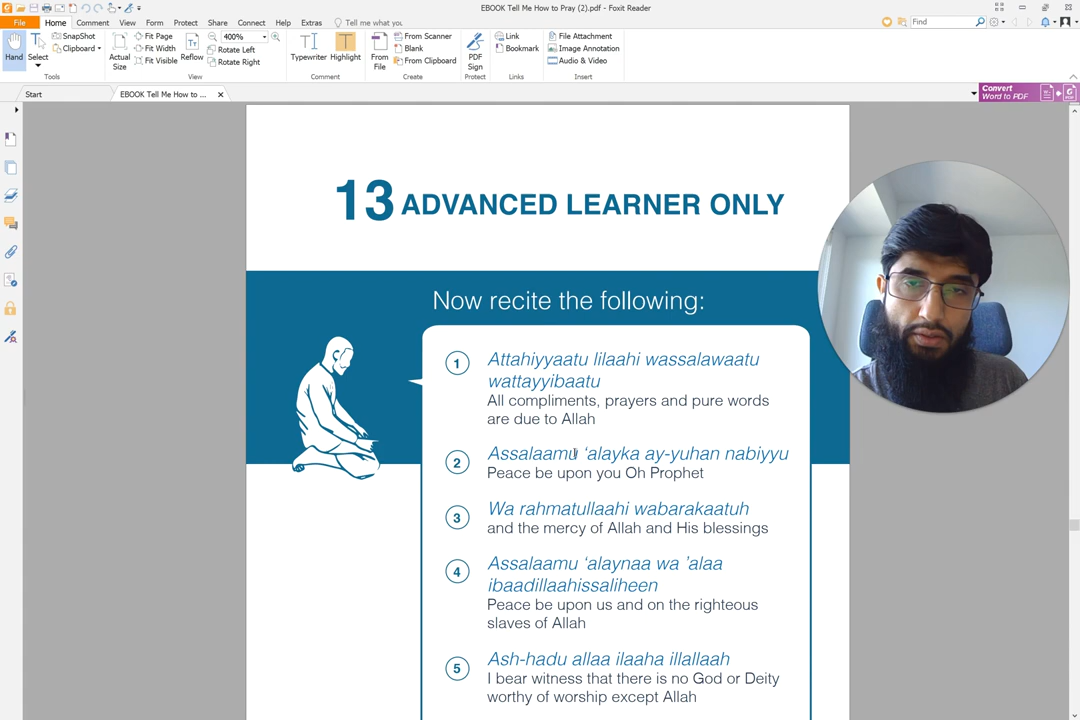 EBOOK Tell Me How to Pray (2).pdf - Foxit Reader
File Home Comment View Form Protect Share Connect Help Extras Tell me what you Find
Hand Select SnapShot Clipboard Actual Size Fit Page Fit Width Fit Visible Reflow 400% Rotate Left Rotate Right Typewriter Highlight From File From Scanner Blank From Clipboard PDF Sign Link Bookmark File Attachment Image Annotation Audio & Video
Tools View Comment Create Protect Links Insert
Start EBOOK Tell Me How to ... Convert Word to PDF
13 ADVANCED LEARNER ONLY
Now recite the following:
1 Attahiyyaatu lilaahi wassalawaatu
wattayyibaatu
All compliments, prayers and pure words
are due to Allah
2 Assalaamu ‘alayka ay-yuhan nabiyyu
Peace be upon you Oh Prophet
3 Wa rahmatullaahi wabarakaatuh
and the mercy of Allah and His blessings
4 Assalaamu ‘alaynaa wa ’alaa
ibaadillaahissaliheen
Peace be upon us and on the righteous
slaves of Allah
5 Ash-hadu allaa ilaaha illallaah
I bear witness that there is no God or Deity
worthy of worship except Allah